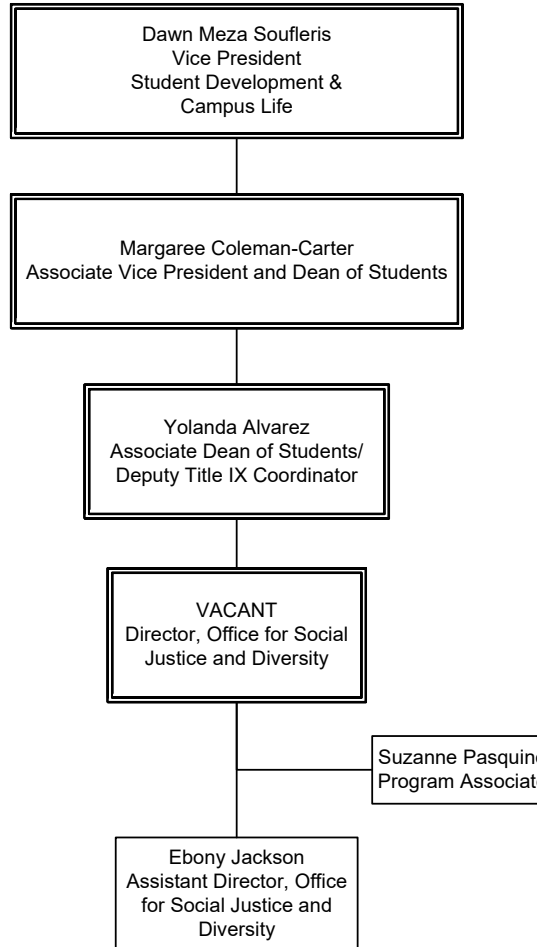 Dawn Meza Soufleris
Vice President
Student Development &
Campus Life
Margaree Coleman-Carter
Associate Vice President and Dean of Students
Yolanda Alvarez
Associate Dean of Students/
Deputy Title IX Coordinator
VACANT
Director, Office for Social
Justice and Diversity
Suzanne
Program
Ebony Jackson
Assistant Director, Office
for Social Justice and
Diversity